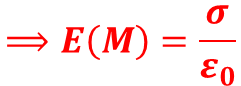 ⟹ E(M) = σ/ε₀